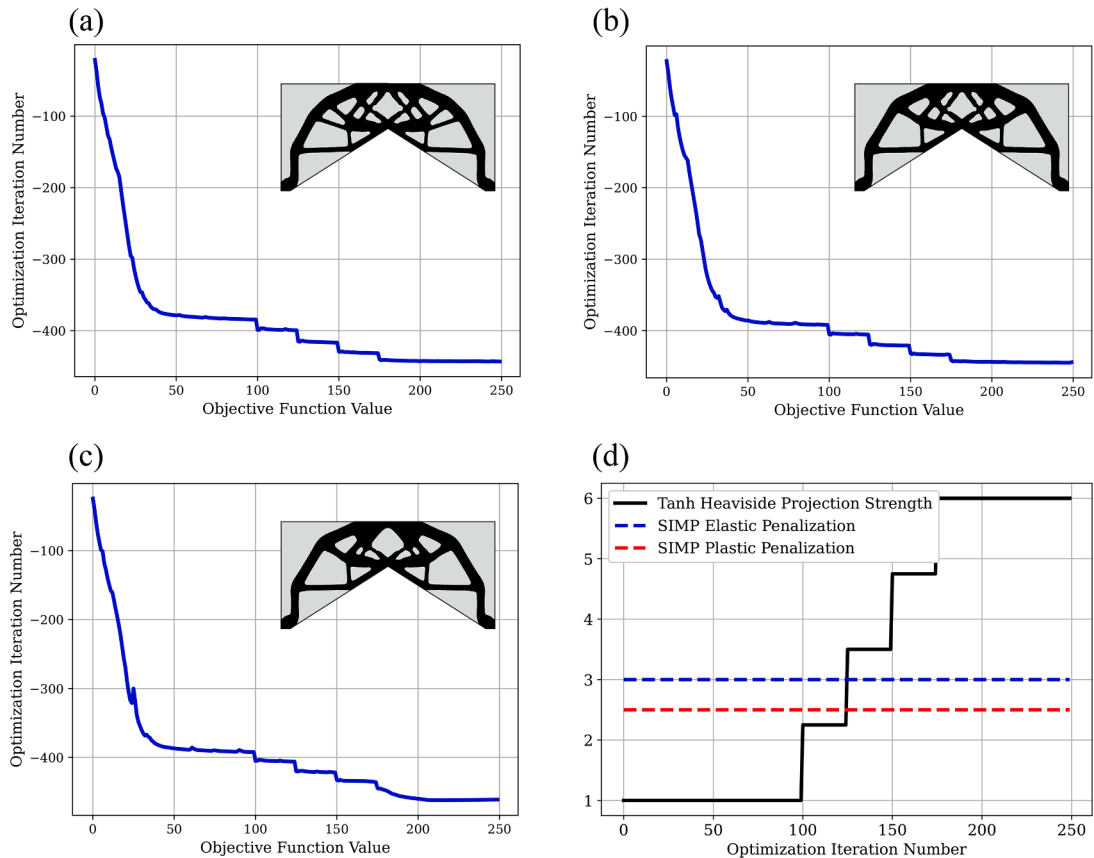 (a)
Optimization Iteration Number
−100
−200
−300
−400
0 50 100 150 200 250
Objective Function Value
(b)
Optimization Iteration Number
−100
−200
−300
−400
0 50 100 150 200 250
Objective Function Value
(c)
Optimization Iteration Number
−100
−200
−300
−400
0 50 100 150 200 250
Objective Function Value
(d)
6
5
4
3
2
1
Tanh Heaviside Projection Strength
SIMP Elastic Penalization
SIMP Plastic Penalization
0 50 100 150 200 250
Optimization Iteration Number